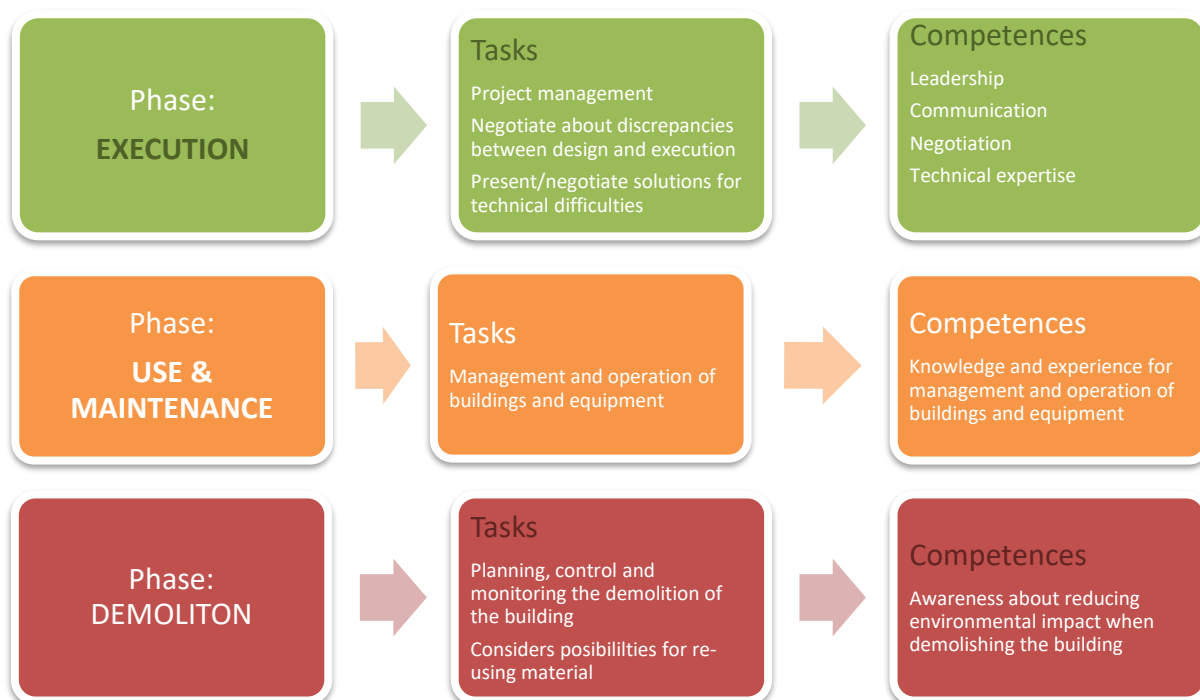 Phase:
EXECUTION
Tasks
Project management
Negotiate about discrepancies
between design and execution
Present/negotiate solutions for
technical difficulties
Competences
Leadership
Communication
Negotiation
Technical expertise
Phase:
USE &
MAINTENANCE
Tasks
Management and operation of
buildings and equipment
Competences
Knowledge and experience for
management and operation of
buildings and equipment
Phase:
DEMOLITON
Tasks
Planning, control and
monitoring the demolition of
the building
Considers posibililties for re-
using material
Competences
Awareness about reducing
environmental impact when
demolishing the building